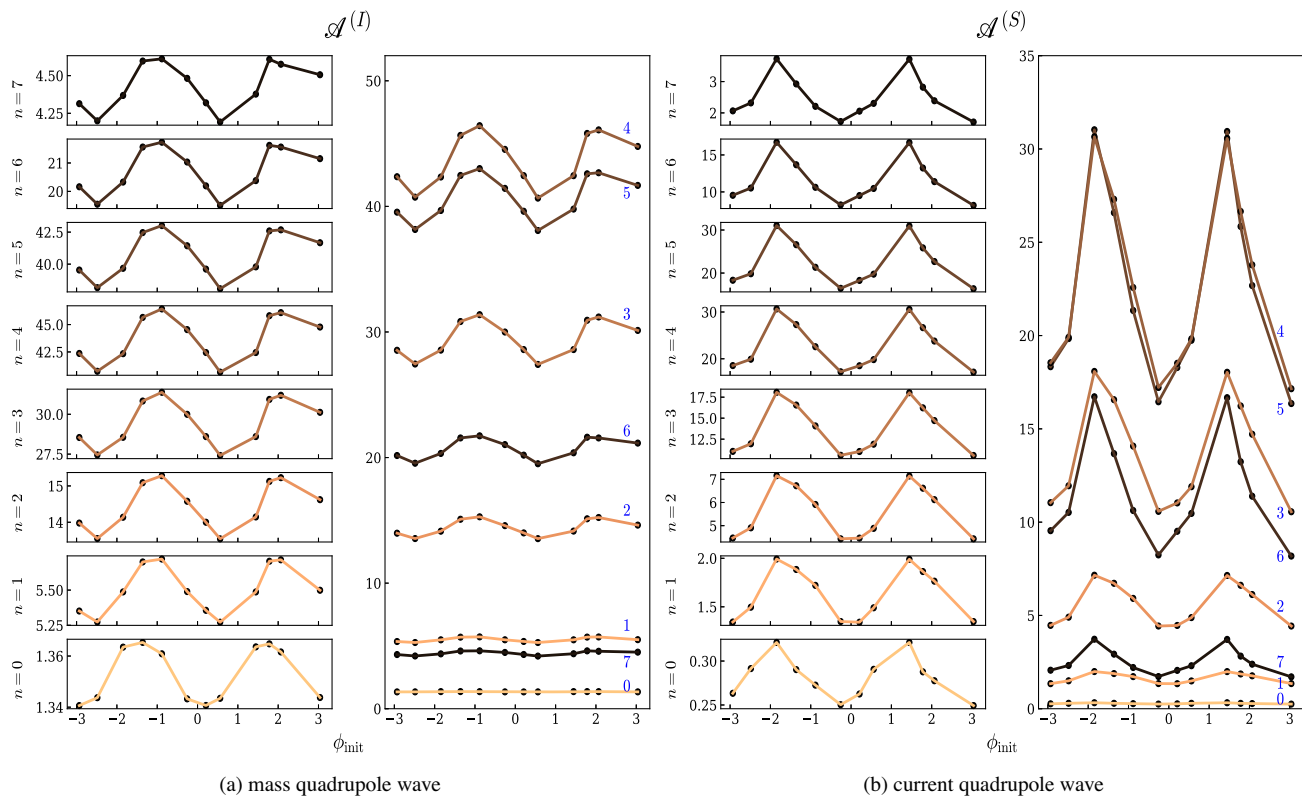 𝒜^(I)
𝒜^(S)
n = 7
4.50
4.25
n = 6
21
20
n = 5
42.5
40.0
n = 4
45.0
42.5
n = 3
30.0
27.5
n = 2
15
14
n = 1
5.50
5.25
n = 0
1.36
1.34
−3 −2 −1 0 1 2 3
50
40
30
20
10
0
4
5
3
6
2
1
7
0
−3 −2 −1 0 1 2 3
ϕ_init
n = 7
3
2
n = 6
15
10
n = 5
30
20
n = 4
30
20
n = 3
17.5
15.0
12.5
n = 2
7
6
5
n = 1
2.0
1.5
n = 0
0.30
0.25
−3 −2 −1 0 1 2 3
35
30
25
20
15
10
5
0
4
5
3
6
2
7
1
0
−3 −2 −1 0 1 2 3
ϕ_init
(a) mass quadrupole wave
(b) current quadrupole wave